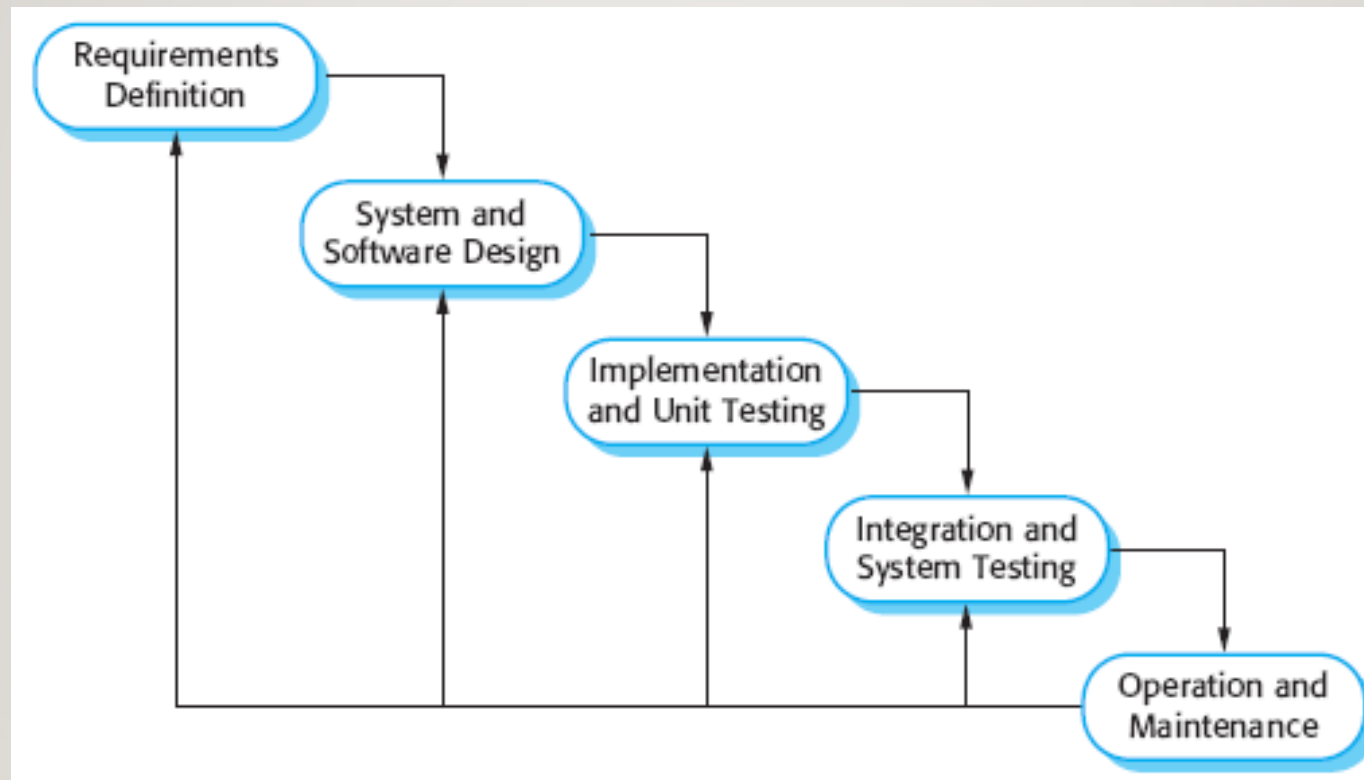 Requirements
Definition
System and
Software Design
Implementation
and Unit Testing
Integration and
System Testing
Operation and
Maintenance